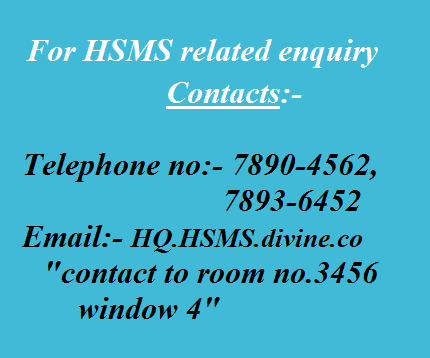 For HSMS related enquiry
Contacts:-
Telephone no:- 7890-4562,
7893-6452
Email:- HQ.HSMS.divine.co
"contact to room no.3456
window 4"